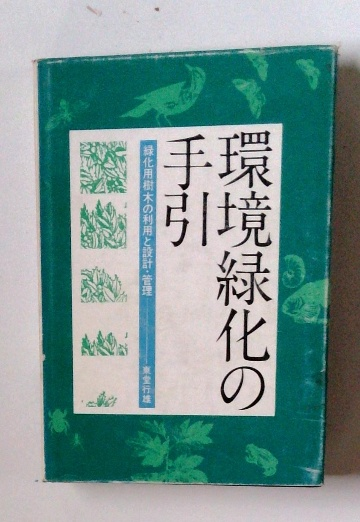 環境緑化の
手引
緑化用樹木の利用と設計・管理
東堂行雄